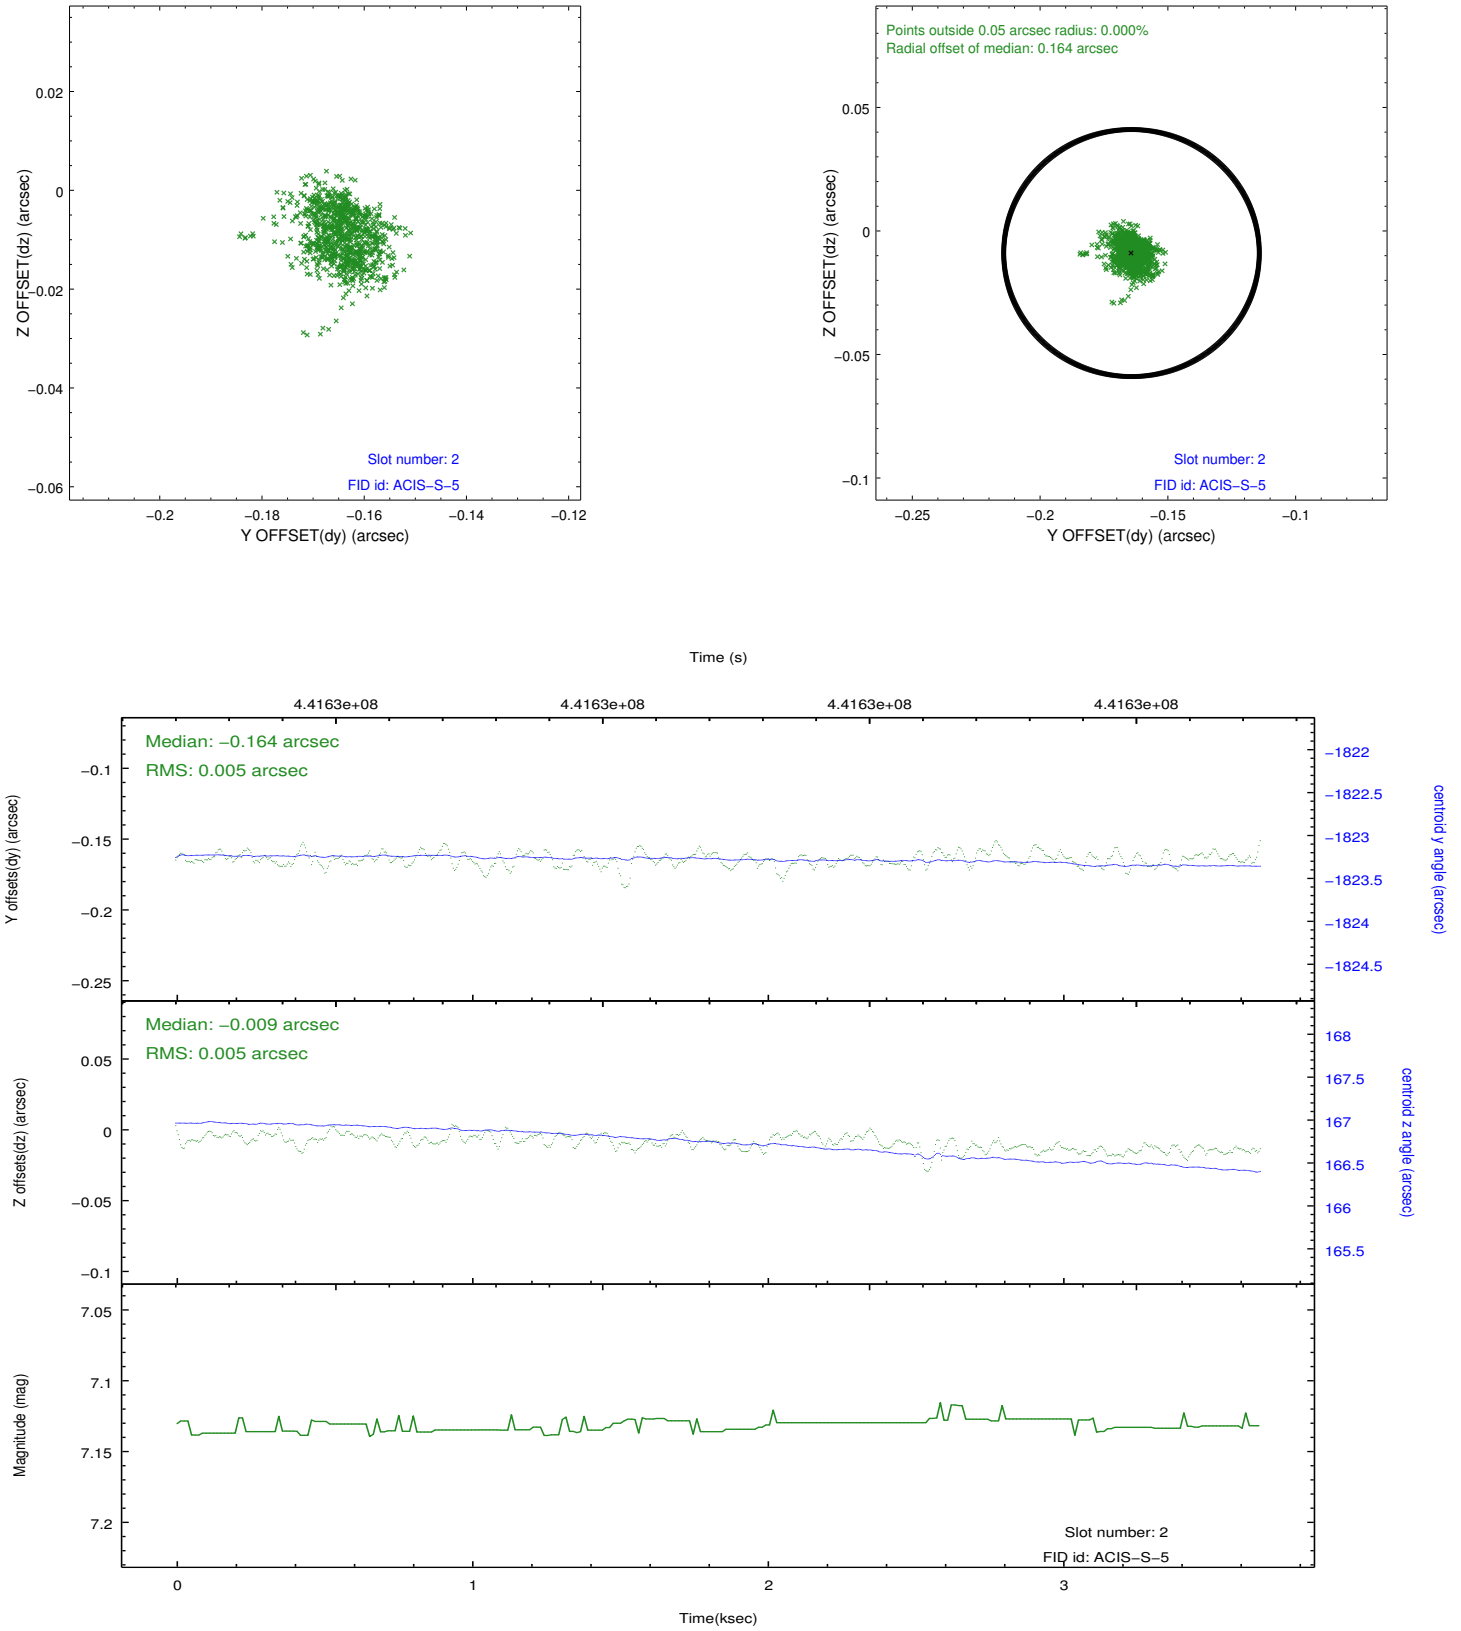 0.02
0
−0.02
−0.04
−0.06
Z OFFSET(dz) (arcsec)
Slot number: 2
FID id: ACIS−S−5
−0.2
−0.18
−0.16
−0.14
−0.12
Y OFFSET(dy) (arcsec)
Points outside 0.05 arcsec radius: 0.000%
Radial offset of median: 0.164 arcsec
0.05
0
−0.05
−0.1
Z OFFSET(dz) (arcsec)
Slot number: 2
FID id: ACIS−S−5
−0.25
−0.2
−0.15
−0.1
Y OFFSET(dy) (arcsec)
Time (s)
4.4163e+08
4.4163e+08
4.4163e+08
4.4163e+08
Median: −0.164 arcsec
RMS: 0.005 arcsec
−0.1
−0.15
−0.2
−0.25
Y offsets(dy) (arcsec)
−1822
−1822.5
−1823
−1823.5
−1824
−1824.5
centroid y angle (arcsec)
Median: −0.009 arcsec
RMS: 0.005 arcsec
0.05
0
−0.05
−0.1
Z offsets(dz) (arcsec)
168
167.5
167
166.5
166
165.5
centroid z angle (arcsec)
7.05
7.1
7.15
7.2
Magnitude (mag)
Slot number: 2
FID id: ACIS−S−5
0
1
2
3
Time(ksec)